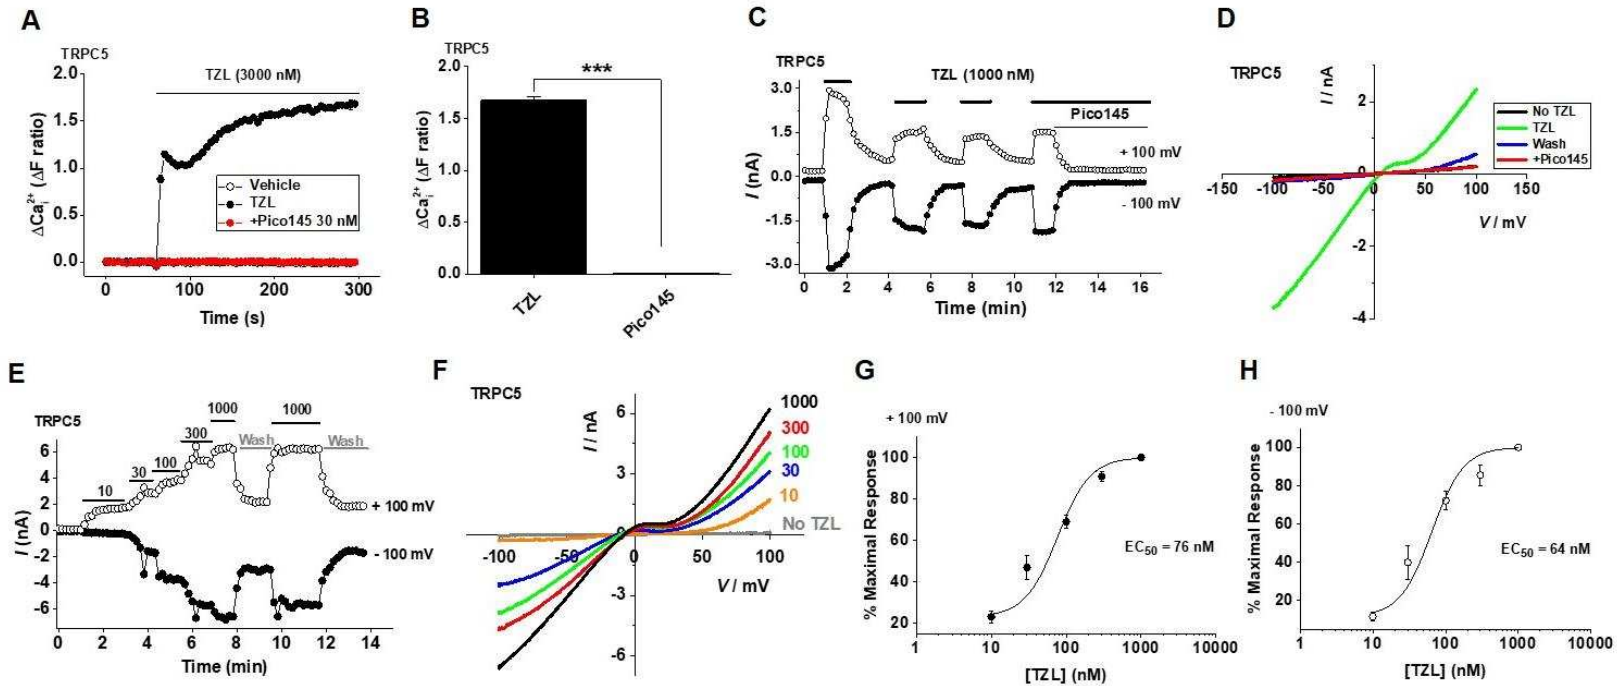 A
TRPC5
TZL (3000 nM)
ΔCa²⁺ᵢ (ΔF ratio)
2.0
1.5
1.0
0.5
0.0
Vehicle
TZL
+Pico145 30 nM
0 100 200 300
Time (s)
B
TRPC5
***
ΔCa²⁺ᵢ (ΔF ratio)
2.0
1.5
1.0
0.5
0.0
TZL
Pico145
C
TRPC5
TZL (1000 nM)
Pico145
I (nA)
3.0
1.5
0.0
-1.5
-3.0
+ 100 mV
- 100 mV
0 2 4 6 8 10 12 14 16
Time (min)
D
TRPC5
I / nA
2
No TZL
TZL
Wash
+Pico145
-150 -100 -50 0 50 100 150
V / mV
-2
-4
E
TRPC5
1000 1000
300 Wash Wash
100
30
10
I (nA)
6
4
2
0
-2
-4
-6
+ 100 mV
- 100 mV
0 2 4 6 8 10 12 14
Time (min)
F
TRPC5
I / nA
6
3
1000
300
100
30
10
No TZL
-100 -50 0 50 100
V / mV
-3
-6
G
+ 100 mV
% Maximal Response
100
80
60
40
20
EC₅₀ = 76 nM
1 10 100 1000 10000
[TZL] (nM)
H
- 100 mV
% Maximal Response
100
80
60
40
20
EC₅₀ = 64 nM
1 10 100 1000 10000
[TZL] (nM)